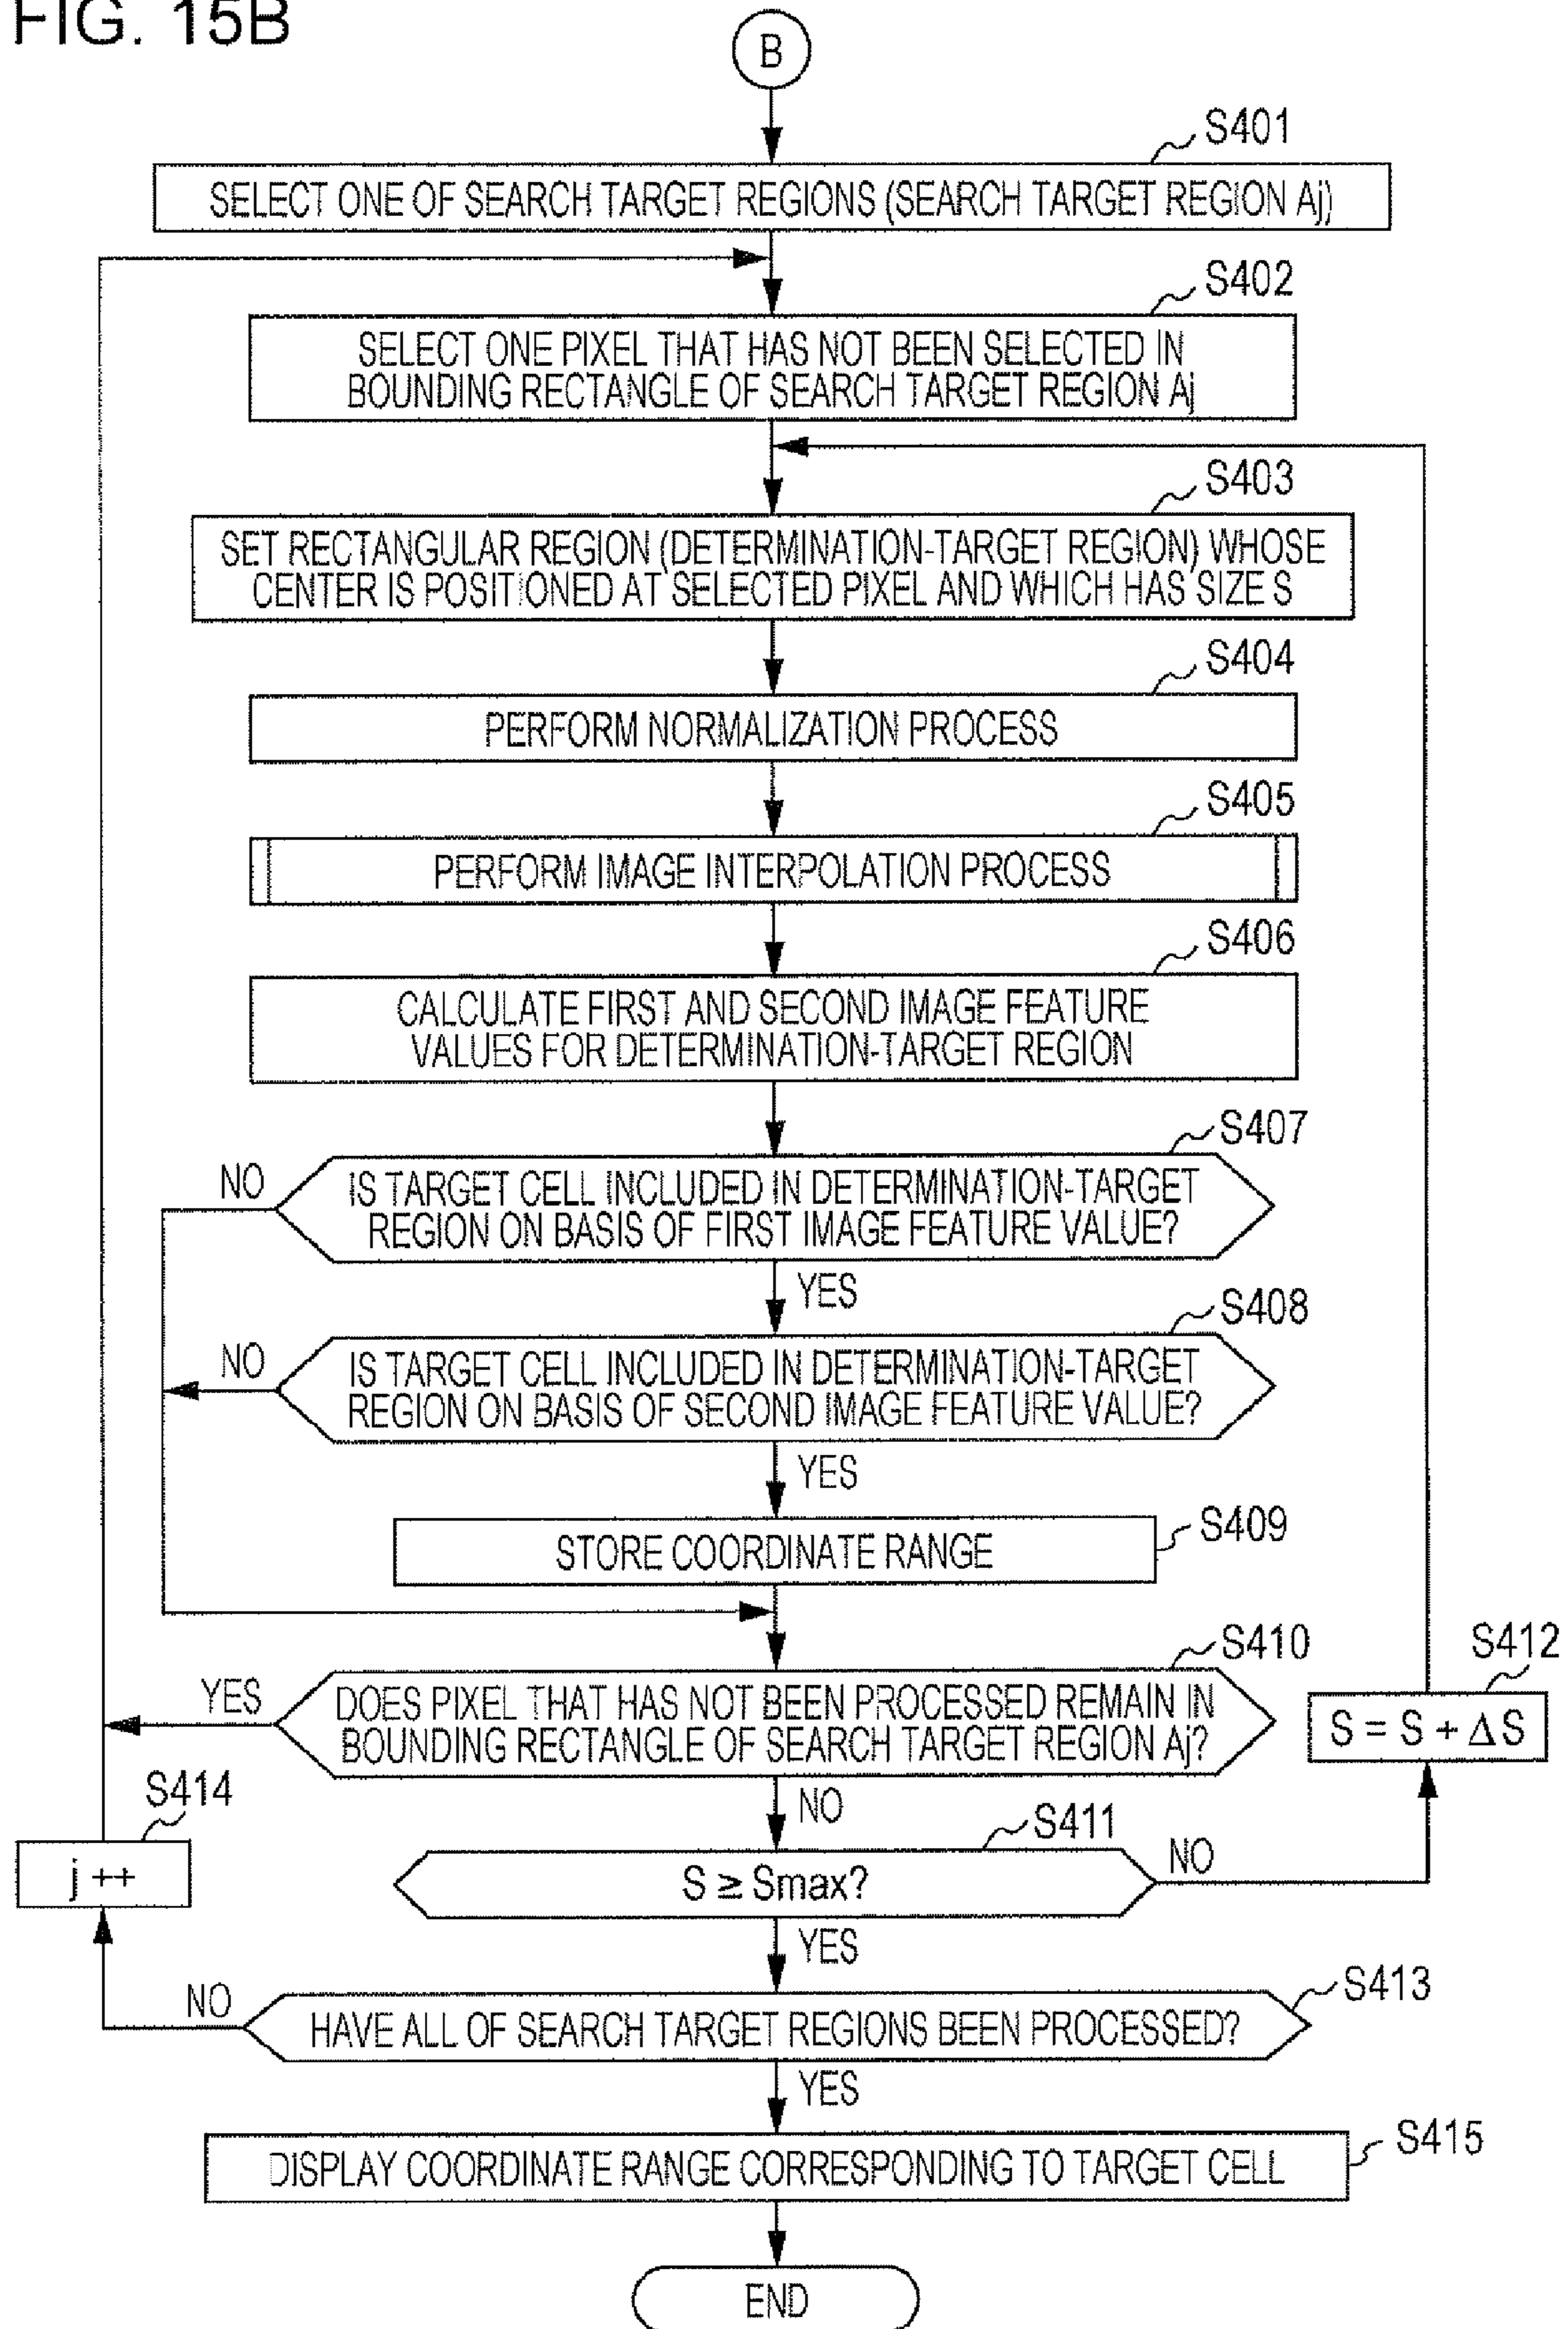 FIG. 15B
B
S401
SELECT ONE OF SEARCH TARGET REGIONS (SEARCH TARGET REGION Aj)
S402
SELECT ONE PIXEL THAT HAS NOT BEEN SELECTED IN
BOUNDING RECTANGLE OF SEARCH TARGET REGION Aj
S403
SET RECTANGULAR REGION (DETERMINATION-TARGET REGION) WHOSE
CENTER IS POSITIONED AT SELECTED PIXEL AND WHICH HAS SIZE S
S404
PERFORM NORMALIZATION PROCESS
S405
PERFORM IMAGE INTERPOLATION PROCESS
S406
CALCULATE FIRST AND SECOND IMAGE FEATURE
VALUES FOR DETERMINATION-TARGET REGION
S407
NO
IS TARGET CELL INCLUDED IN DETERMINATION-TARGET
REGION ON BASIS OF FIRST IMAGE FEATURE VALUE?
YES
S408
NO
IS TARGET CELL INCLUDED IN DETERMINATION-TARGET
REGION ON BASIS OF SECOND IMAGE FEATURE VALUE?
YES
S409
STORE COORDINATE RANGE
S410
YES
DOES PIXEL THAT HAS NOT BEEN PROCESSED REMAIN IN
BOUNDING RECTANGLE OF SEARCH TARGET REGION Aj?
S412
S = S + ΔS
NO
S414
j ++
S411
S ≥ Smax?
NO
YES
S413
NO
HAVE ALL OF SEARCH TARGET REGIONS BEEN PROCESSED?
YES
S415
DISPLAY COORDINATE RANGE CORRESPONDING TO TARGET CELL
END